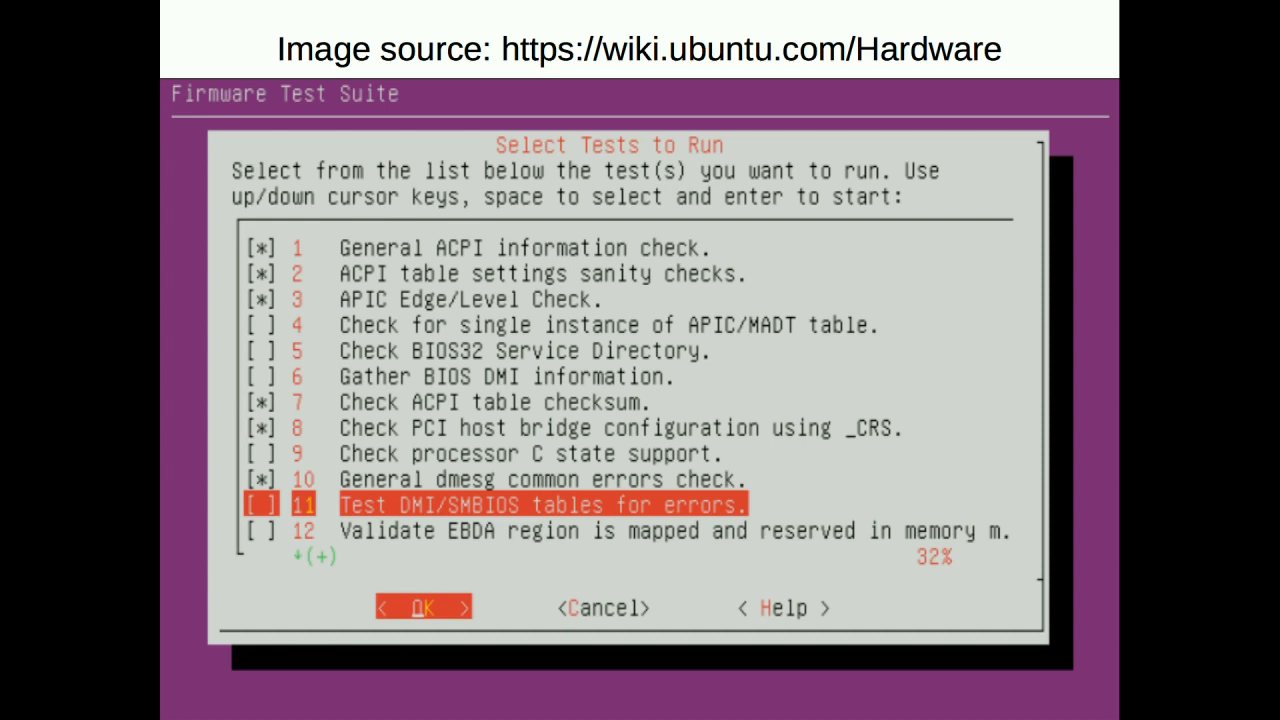 Image source: https://wiki.ubuntu.com/Hardware
Firmware Test Suite
Select Tests to Run
Select from the list below the test(s) you want to run. Use
up/down cursor keys, space to select and enter to start:
[*] 1 General ACPI information check.
[*] 2 ACPI table settings sanity checks.
[*] 3 APIC Edge/Level Check.
[ ] 4 Check for single instance of APIC/MADT table.
[ ] 5 Check BIOS32 Service Directory.
[ ] 6 Gather BIOS DMI information.
[*] 7 Check ACPI table checksum.
[*] 8 Check PCI host bridge configuration using _CRS.
[ ] 9 Check processor C state support.
[*] 10 General dmesg common errors check.
[ ] 11 Test DMI/SMBIOS tables for errors.
[ ] 12 Validate EBDA region is mapped and reserved in memory m.
↓(+) 32%
< OK > <Cancel> < Help >